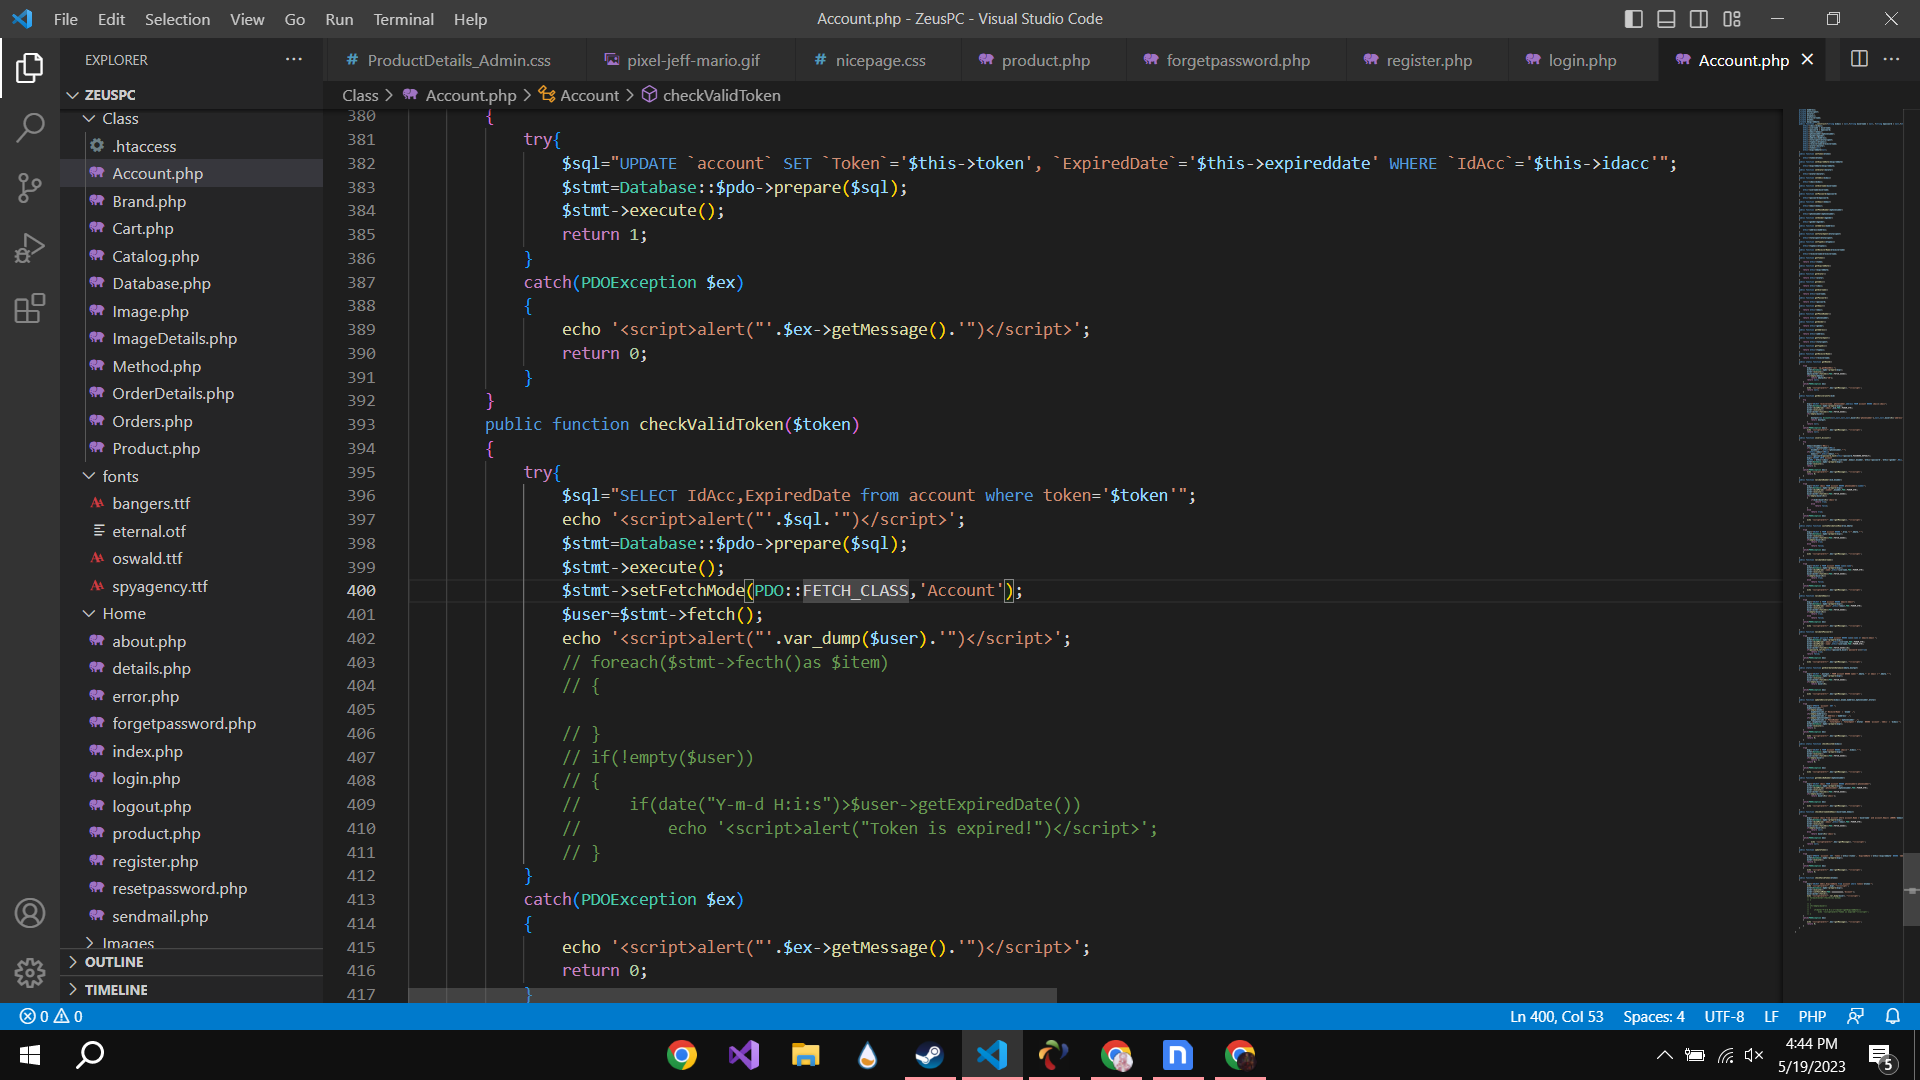 File Edit Selection View Go Run Terminal Help
Account.php - ZeusPC - Visual Studio Code
EXPLORER
ProductDetails_Admin.css
pixel-jeff-mario.gif
nicepage.css
product.php
forgetpassword.php
register.php
login.php
Account.php
ZEUSPC
Class
.htaccess
Account.php
Brand.php
Cart.php
Catalog.php
Database.php
Image.php
ImageDetails.php
Method.php
OrderDetails.php
Orders.php
Product.php
fonts
bangers.ttf
eternal.otf
oswald.ttf
spyagency.ttf
Home
about.php
details.php
error.php
forgetpassword.php
index.php
login.php
logout.php
product.php
register.php
resetpassword.php
sendmail.php
Images
OUTLINE
TIMELINE
Class > Account.php > Account > checkValidToken
380 {
381 try{
382 $sql="UPDATE `account` SET `Token`='$this->token', `ExpiredDate`='$this->expireddate' WHERE `IdAcc`='$this->idacc'";
383 $stmt=Database::$pdo->prepare($sql);
384 $stmt->execute();
385 return 1;
386 }
387 catch(PDOException $ex)
388 {
389 echo '<script>alert("'.$ex->getMessage().'")</script>';
390 return 0;
391 }
392 }
393 public function checkValidToken($token)
394 {
395 try{
396 $sql="SELECT IdAcc,ExpiredDate from account where token='$token'";
397 echo '<script>alert("'.$sql.'")</script>';
398 $stmt=Database::$pdo->prepare($sql);
399 $stmt->execute();
400 $stmt->setFetchMode(PDO::FETCH_CLASS,'Account');
401 $user=$stmt->fetch();
402 echo '<script>alert("'.var_dump($user).'")</script>';
403 // foreach($stmt->fecth()as $item)
404 // {
405
406 // }
407 // if(!empty($user))
408 // {
409 // if(date("Y-m-d H:i:s")>$user->getExpiredDate())
410 // echo '<script>alert("Token is expired!")</script>';
411 // }
412 }
413 catch(PDOException $ex)
414 {
415 echo '<script>alert("'.$ex->getMessage().'")</script>';
416 return 0;
417 }
0 0
Ln 400, Col 53 Spaces: 4 UTF-8 LF PHP
4:44 PM
5/19/2023
5